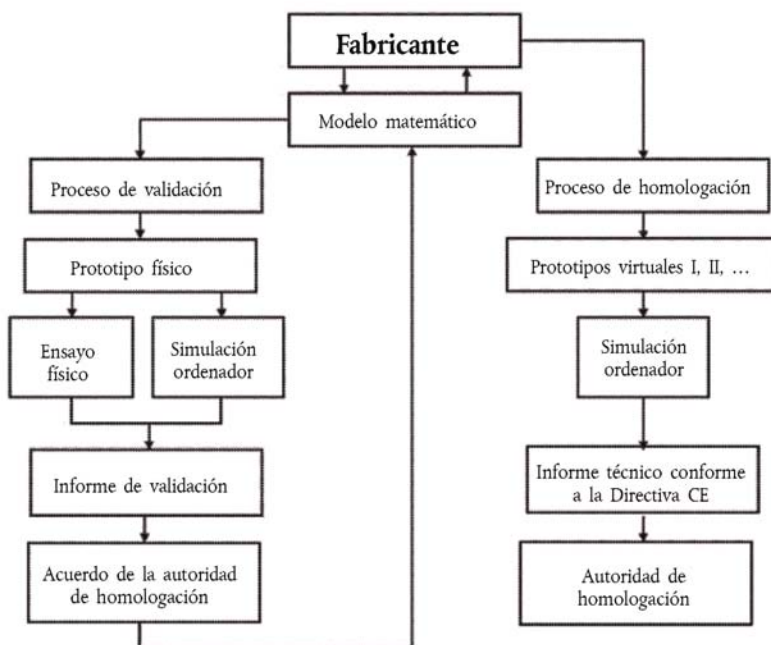 Fabricante
Modelo matemático
Proceso de validación
Prototipo físico
Ensayo
físico
Simulación
ordenador
Informe de validación
Acuerdo de la autoridad
de homologación
Proceso de homologación
Prototipos virtuales I, II, ...
Simulación
ordenador
Informe técnico conforme
a la Directiva CE
Autoridad de
homologación